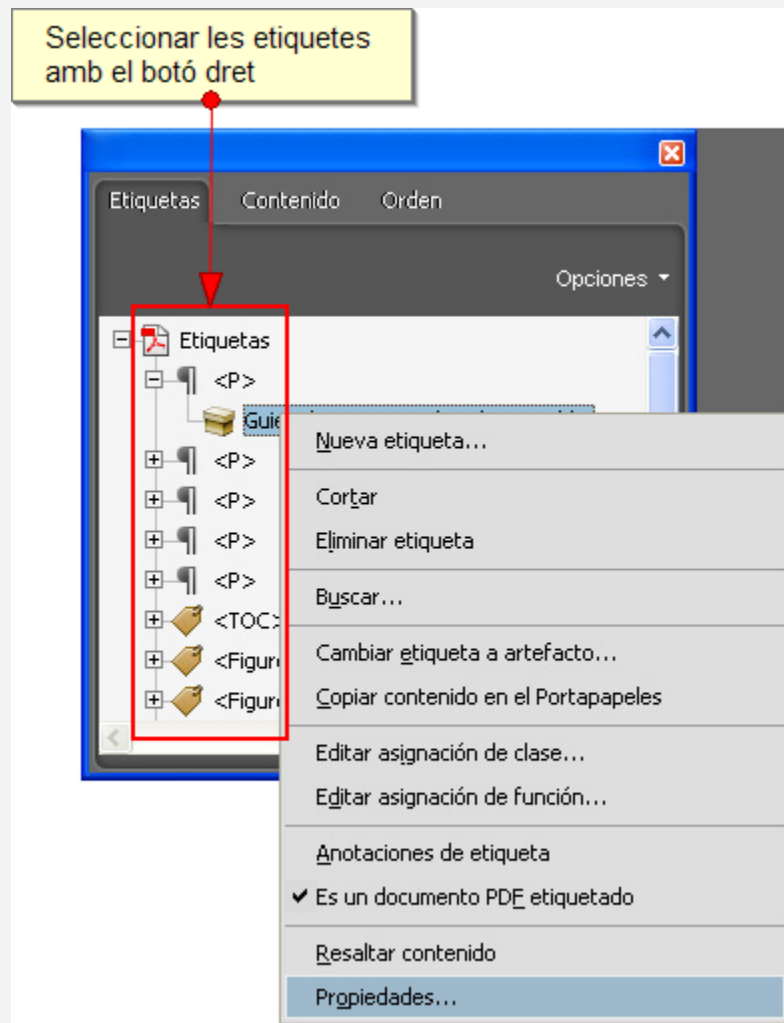 Seleccionar les etiquetes
amb el botó dret
Etiquetas Contenido Orden
Opciones
Etiquetas
<P>
<P>
<P>
<P>
<P>
<TOC>
Nueva etiqueta...
Cortar
Eliminar etiqueta
Buscar...
Cambiar etiqueta a artefacto...
Copiar contenido en el Portapapeles
Editar asignación de clase...
Editar asignación de función...
Anotaciones de etiqueta
Es un documento PDF etiquetado
Resaltar contenido
Propiedades...